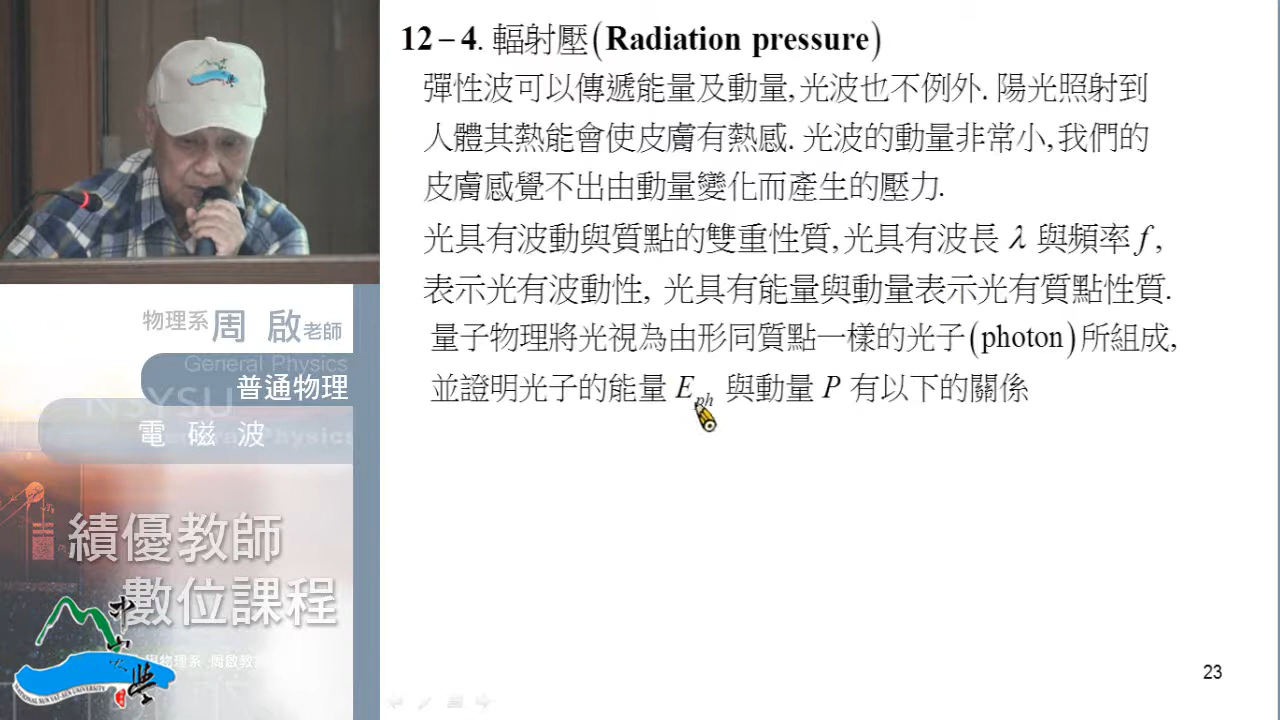 12－4. 輻射壓(Radiation pressure)
彈性波可以傳遞能量及動量,光波也不例外. 陽光照射到
人體其熱能會使皮膚有熱感. 光波的動量非常小,我們的
皮膚感覺不出由動量變化而產生的壓力.
光具有波動與質點的雙重性質,光具有波長 λ 與頻率 f ,
表示光有波動性, 光具有能量與動量表示光有質點性質.
量子物理將光視為由形同質點一樣的光子(photon)所組成,
並證明光子的能量 Eph 與動量 P 有以下的關係
物理系 周 啟 老師
General Physics
普通物理
NSYSU
電 磁 波
績優教師
數位課程
NATIONAL SUN YAT-SEN UNIVERSITY
23